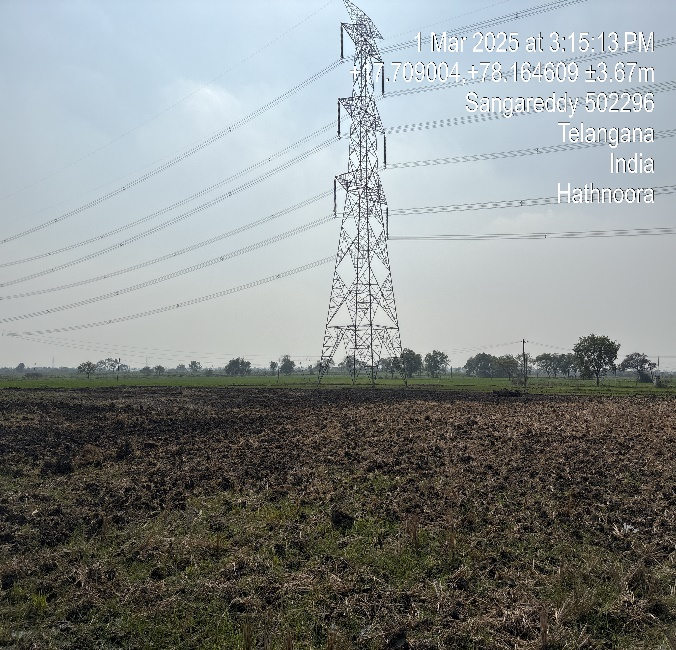 1 Mar 2025 at 3:15:13 PM
+17.709004,+78.164609 ±3.67m
Sangareddy 502296
Telangana
India
Hathnoora